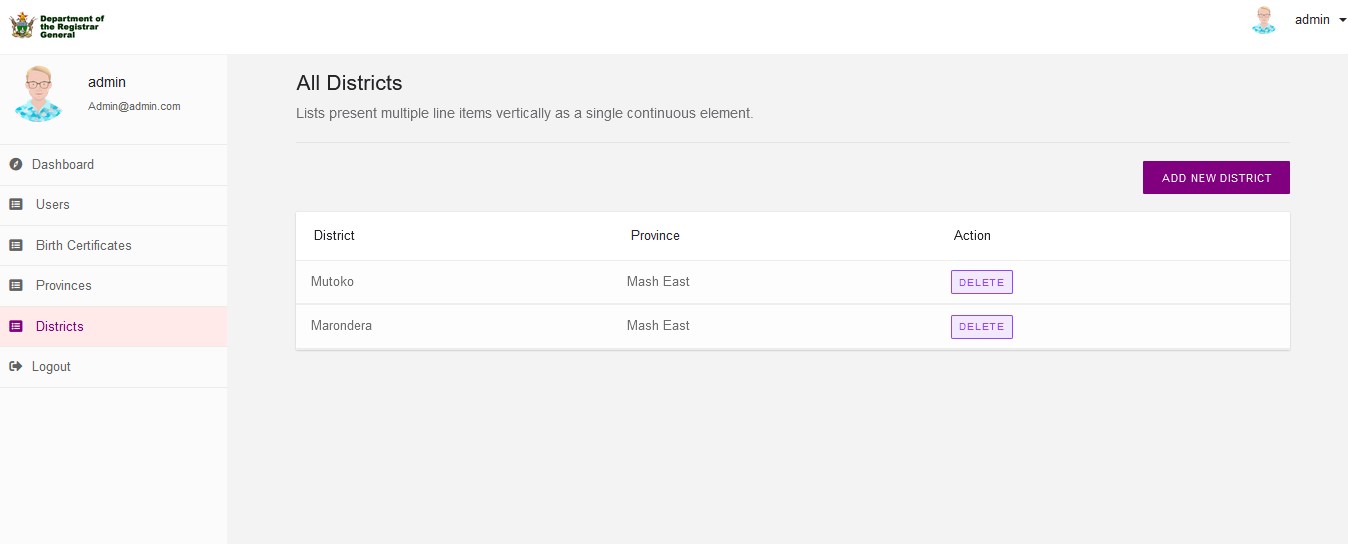 Department of
the Registrar
General
admin
admin
Admin@admin.com
Dashboard
Users
Birth Certificates
Provinces
Districts
Logout
All Districts
Lists present multiple line items vertically as a single continuous element.
ADD NEW DISTRICT
District Province Action
Mutoko Mash East DELETE
Marondera Mash East DELETE